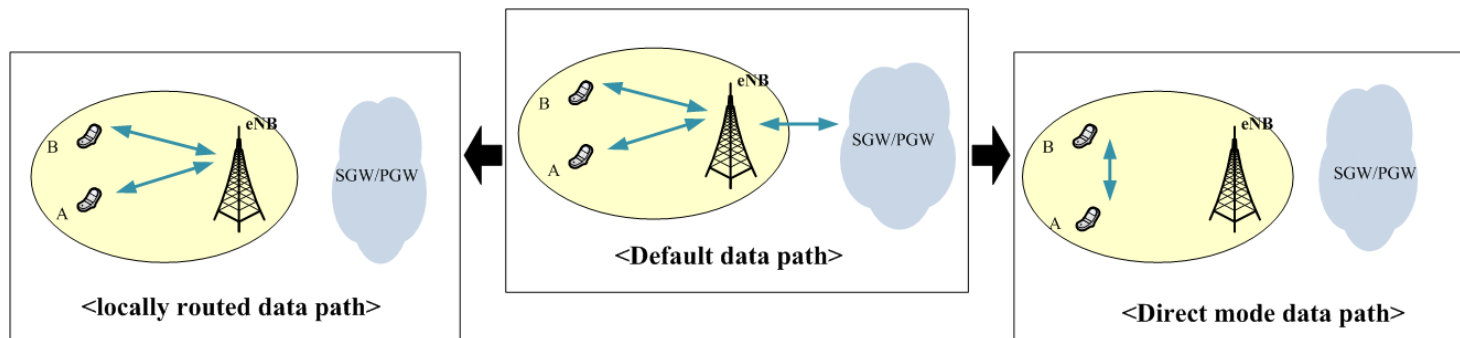 B
A
eNB
SGW/PGW
<locally routed data path>
B
A
eNB
SGW/PGW
<Default data path>
B
A
eNB
SGW/PGW
<Direct mode data path>